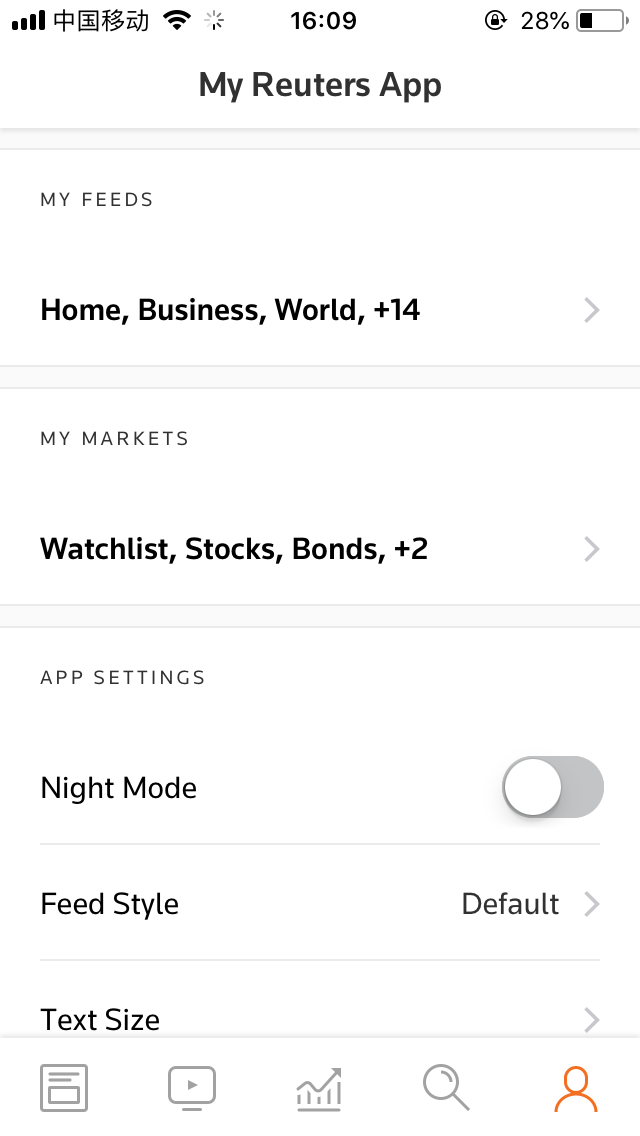 中国移动 16:09 28%
My Reuters App
MY FEEDS
Home, Business, World, +14
MY MARKETS
Watchlist, Stocks, Bonds, +2
APP SETTINGS
Night Mode
Feed Style Default
Text Size